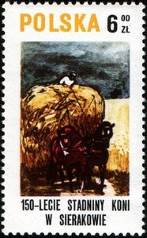 POLSKA 6 00 ZŁ
150-LECIE STADNINY KONI
W SIERAKOWIE